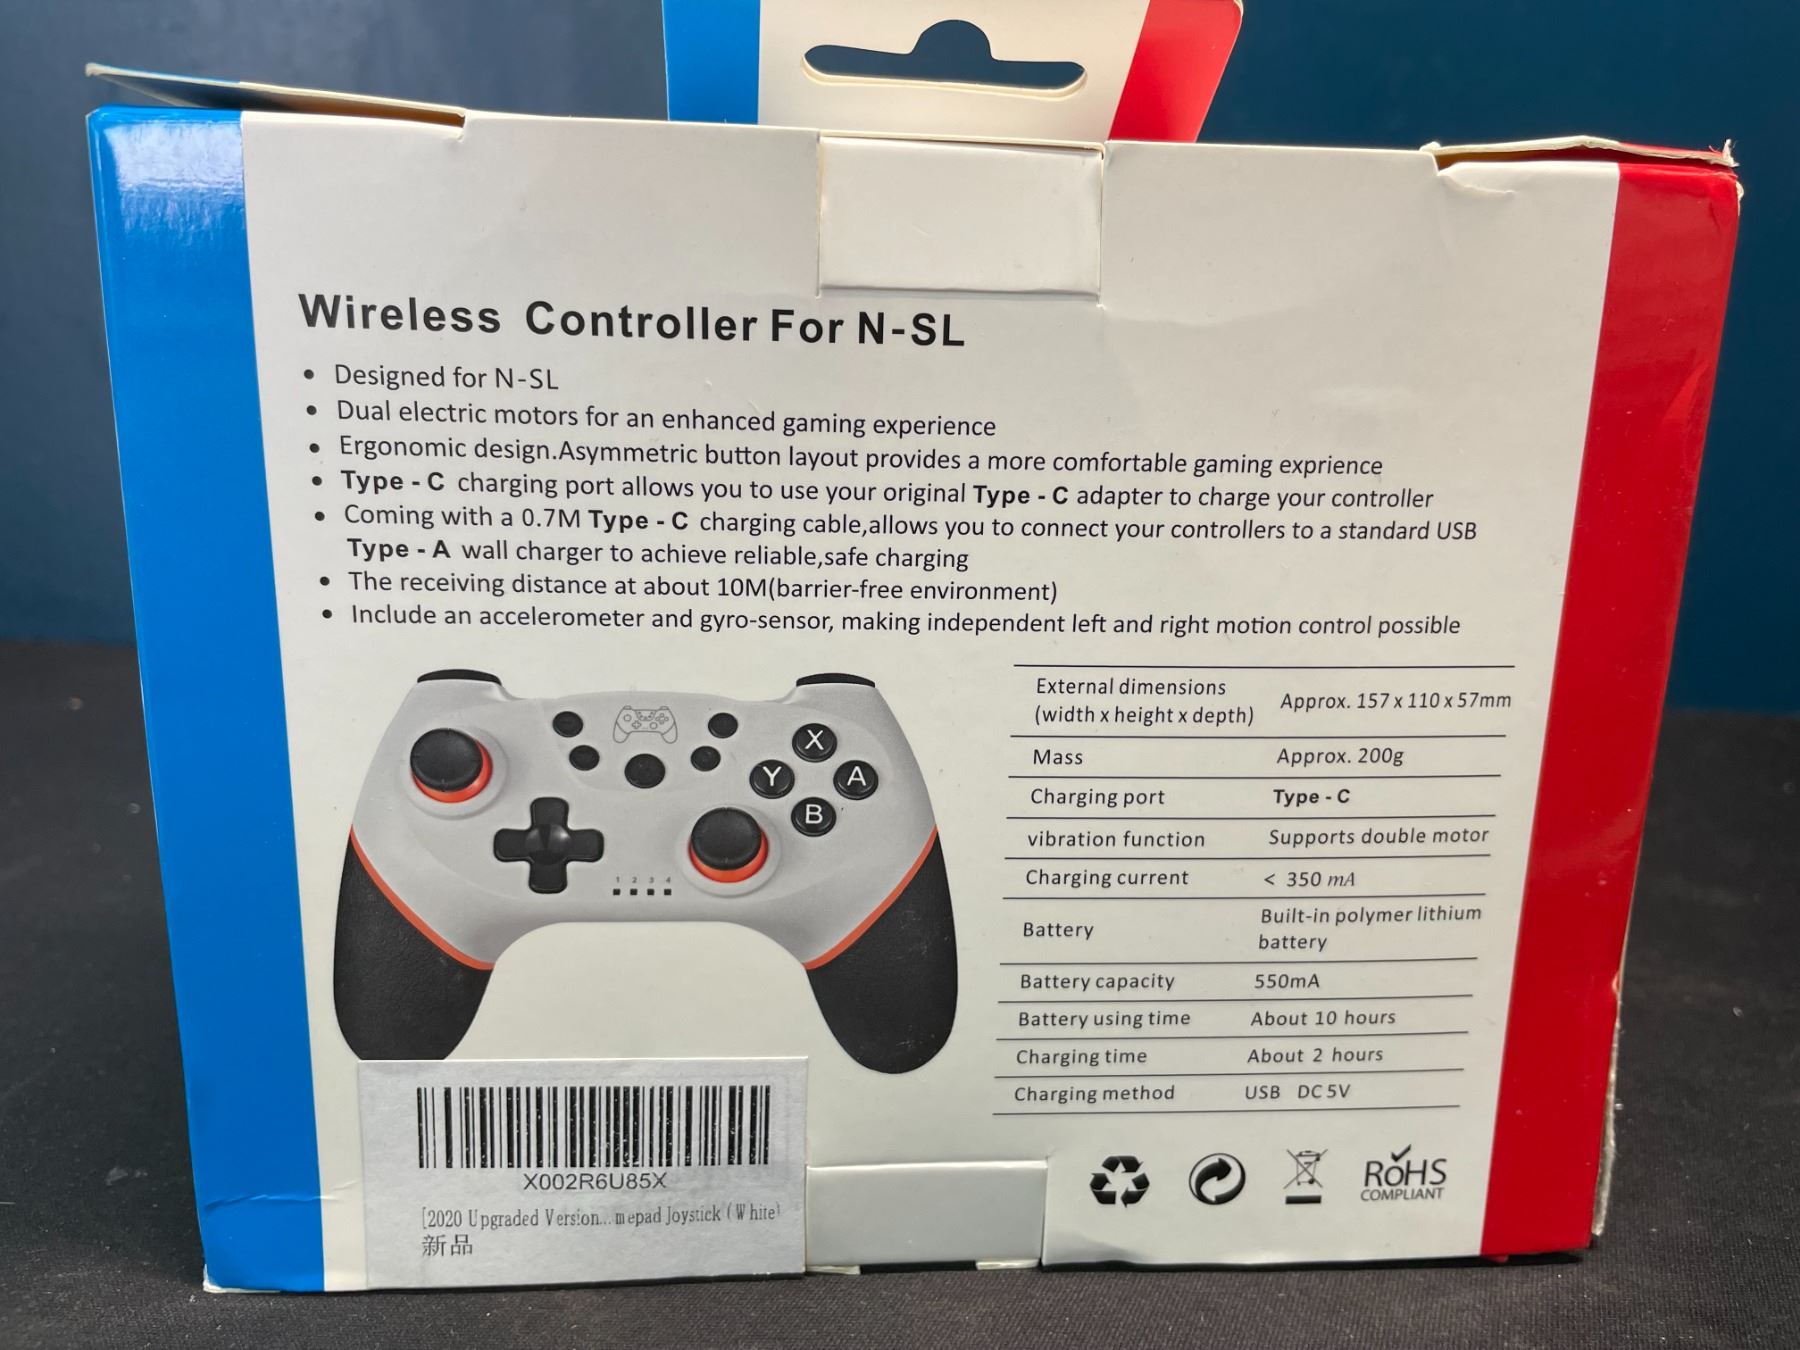 Wireless Controller For N-SL
• Designed for N-SL
• Dual electric motors for an enhanced gaming experience
• Ergonomic design.Asymmetric button layout provides a more comfortable gaming exprience
• Type - C charging port allows you to use your original Type - C adapter to charge your controller
• Coming with a 0.7M Type - C charging cable,allows you to connect your controllers to a standard USB
Type - A wall charger to achieve reliable,safe charging
• The receiving distance at about 10M(barrier-free environment)
• Include an accelerometer and gyro-sensor, making independent left and right motion control possible
X
Y A
B
1 2 3 4
External dimensions
(width x height x depth) Approx. 157 x 110 x 57mm
Mass Approx. 200g
Charging port Type - C
vibration function Supports double motor
Charging current < 350 mA
Battery Built-in polymer lithium
battery
Battery capacity 550mA
Battery using time About 10 hours
Charging time About 2 hours
Charging method USB DC 5V
X002R6U85X
[2020 Upgraded Version...mepad Joystick (White)
新品
RoHS
COMPLIANT